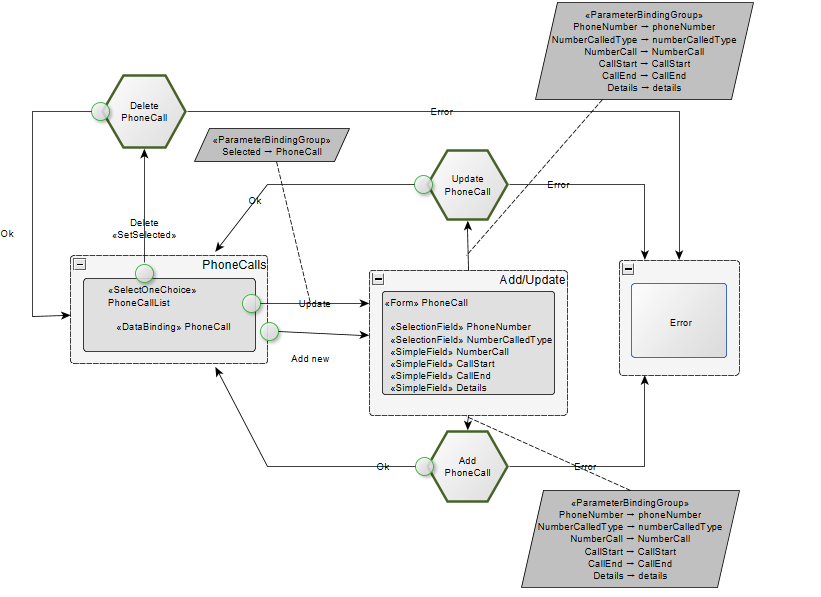 «ParameterBindingGroup»
PhoneNumber → phoneNumber
NumberCalledType → numberCalledType
NumberCall → NumberCall
CallStart → CallStart
CallEnd → CallEnd
Details → details
Delete
PhoneCall
Error
«ParameterBindingGroup»
Selected → PhoneCall
Update
PhoneCall
Error
Ok
Ok
Delete
«SetSelected»
PhoneCalls
«SelectOneChoice»
PhoneCallList
«DataBinding» PhoneCall
Update
Add new
Add/Update
«Form» PhoneCall
«SelectionField» PhoneNumber
«SelectionField» NumberCalledType
«SimpleField» NumberCall
«SimpleField» CallStart
«SimpleField» CallEnd
«SimpleField» Details
Error
Ok
Add
PhoneCall
Error
«ParameterBindingGroup»
PhoneNumber → phoneNumber
NumberCalledType → numberCalledType
NumberCall → NumberCall
CallStart → CallStart
CallEnd → CallEnd
Details → details